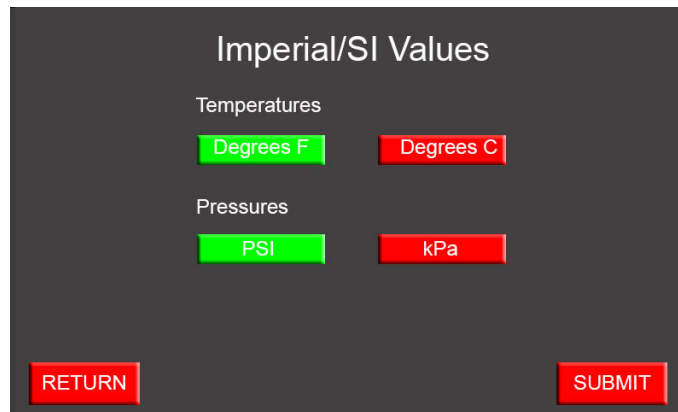 Imperial/SI Values
Temperatures
Degrees F Degrees C
Pressures
PSI kPa
RETURN SUBMIT